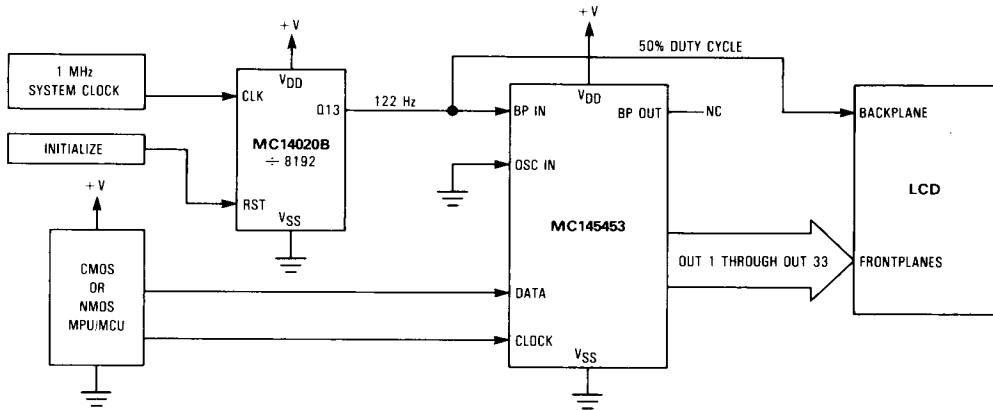 +V
+V
50% DUTY CYCLE
1 MHz
SYSTEM CLOCK
VDD
CLK
Q13
122 Hz
MC14020B
÷ 8192
INITIALIZE
RST
VSS
VDD
BP IN
BP OUT
NC
OSC IN
MC145453
BACKPLANE
LCD
OUT 1 THROUGH OUT 33
FRONTPLANES
+V
CMOS
OR
NMOS
MPU/MCU
DATA
CLOCK
VSS